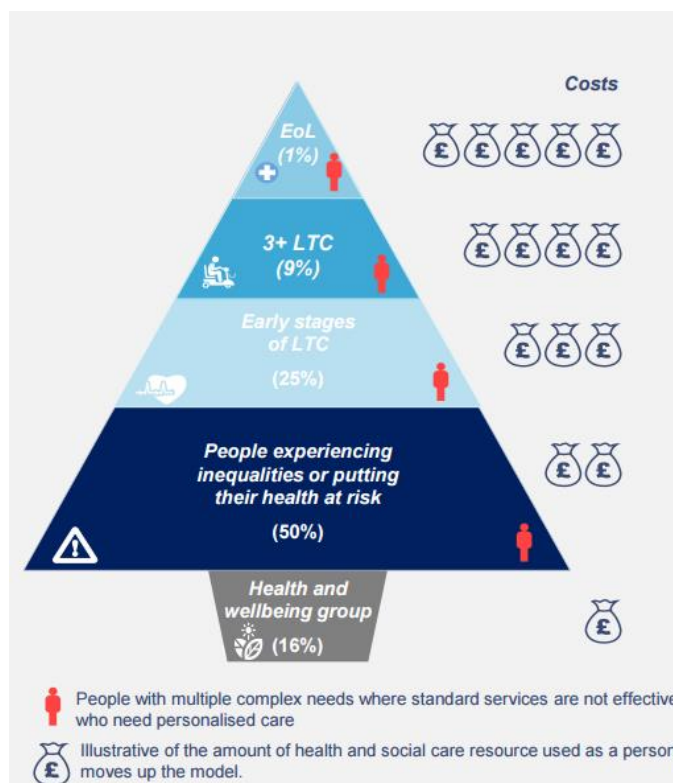 Costs
EoL
(1%)
£ £ £ £ £
3+ LTC
(9%)
£ £ £ £
Early stages
of LTC
(25%)
£ £ £
People experiencing
inequalities or putting
their health at risk
(50%)
£ £
Health and
wellbeing group
(16%)
£
People with multiple complex needs where standard services are not effective
who need personalised care
£
Illustrative of the amount of health and social care resource used as a person
moves up the model.